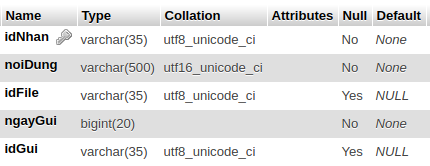 Name Type Collation Attributes Null Default
idNhan varchar(35) utf8_unicode_ci No None
noiDung varchar(500) utf16_unicode_ci No None
idFile varchar(35) utf8_unicode_ci Yes NULL
ngayGui bigint(20) No None
idGui varchar(35) utf8_unicode_ci Yes NULL